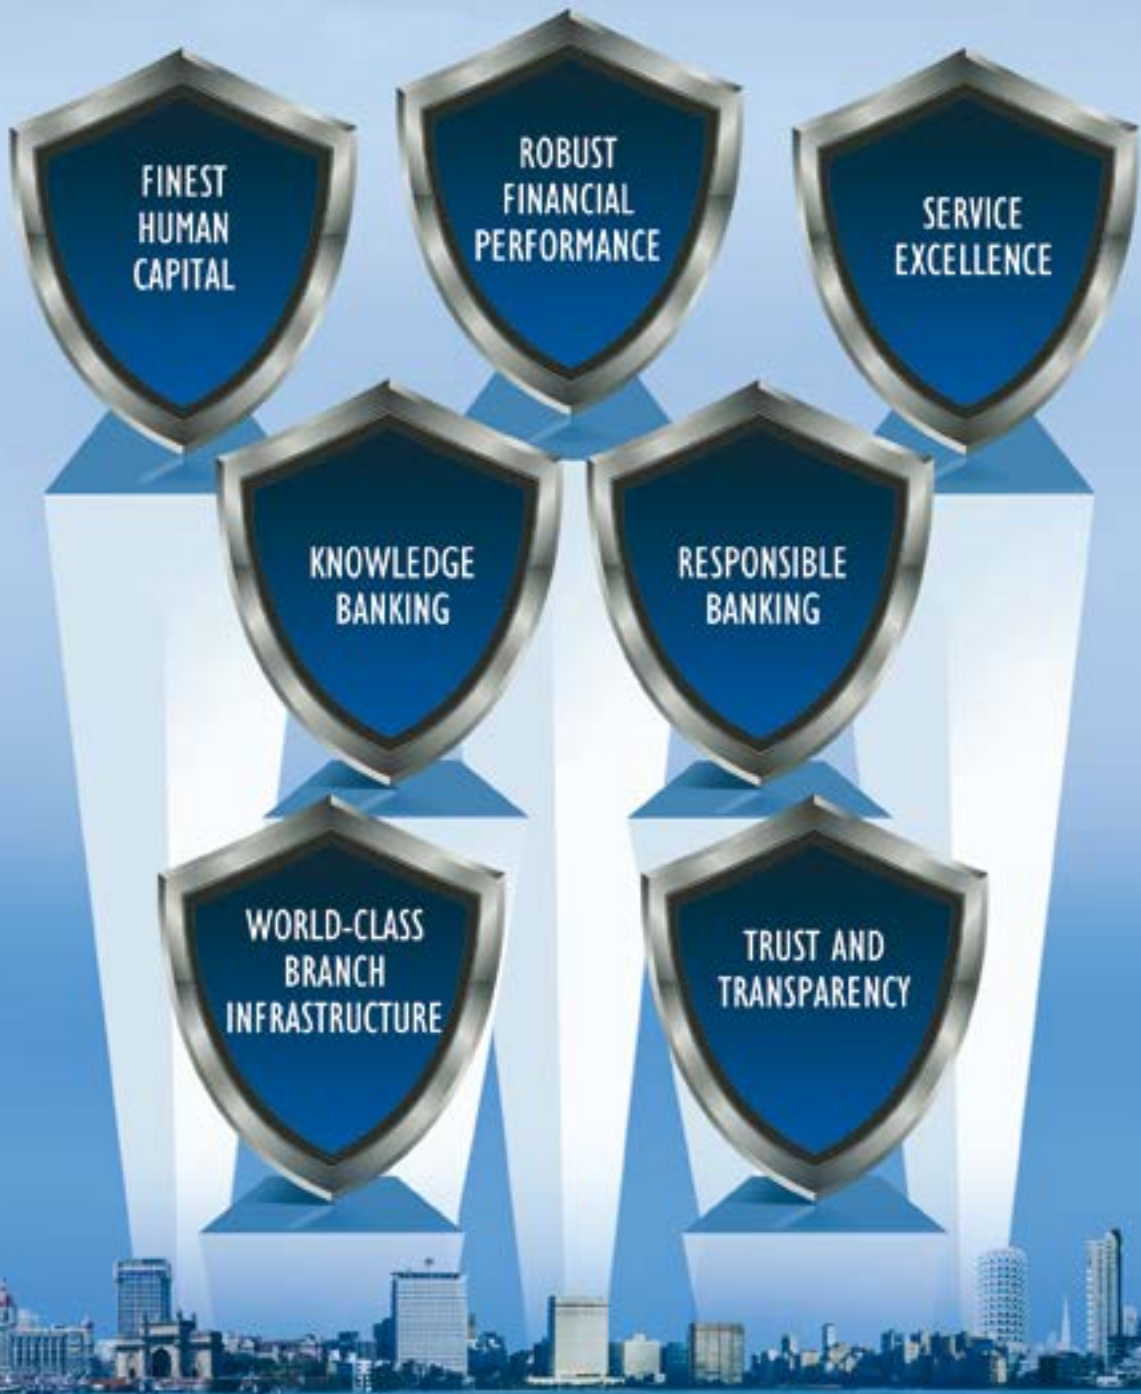 FINEST
HUMAN
CAPITAL
ROBUST
FINANCIAL
PERFORMANCE
SERVICE
EXCELLENCE
KNOWLEDGE
BANKING
RESPONSIBLE
BANKING
WORLD-CLASS
BRANCH
INFRASTRUCTURE
TRUST AND
TRANSPARENCY